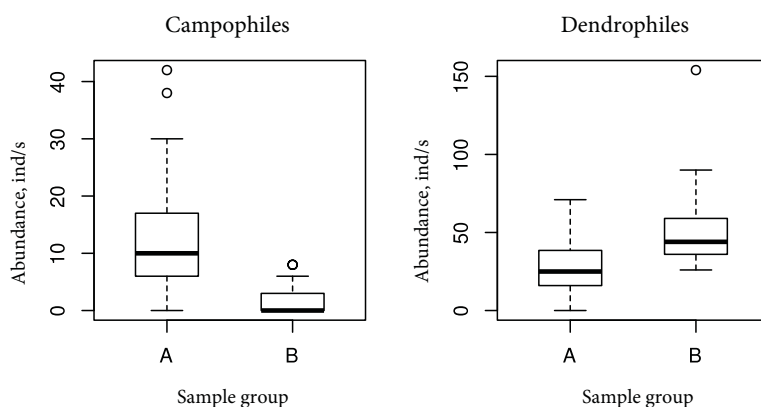 Campophiles
Abundance, ind/s
40
30
20
10
0
A B
Sample group
Dendrophiles
Abundance, ind/s
150
100
50
0
A B
Sample group